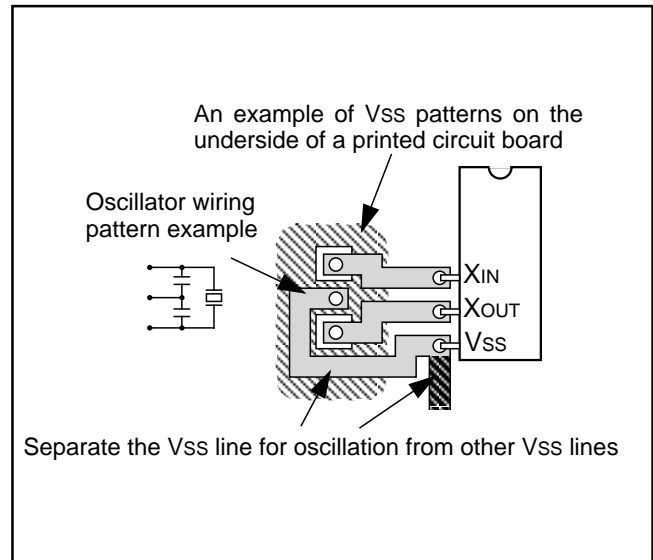 An example of VSS patterns on the
underside of a printed circuit board
Oscillator wiring
pattern example
XIN
XOUT
VSS
Separate the VSS line for oscillation from other VSS lines